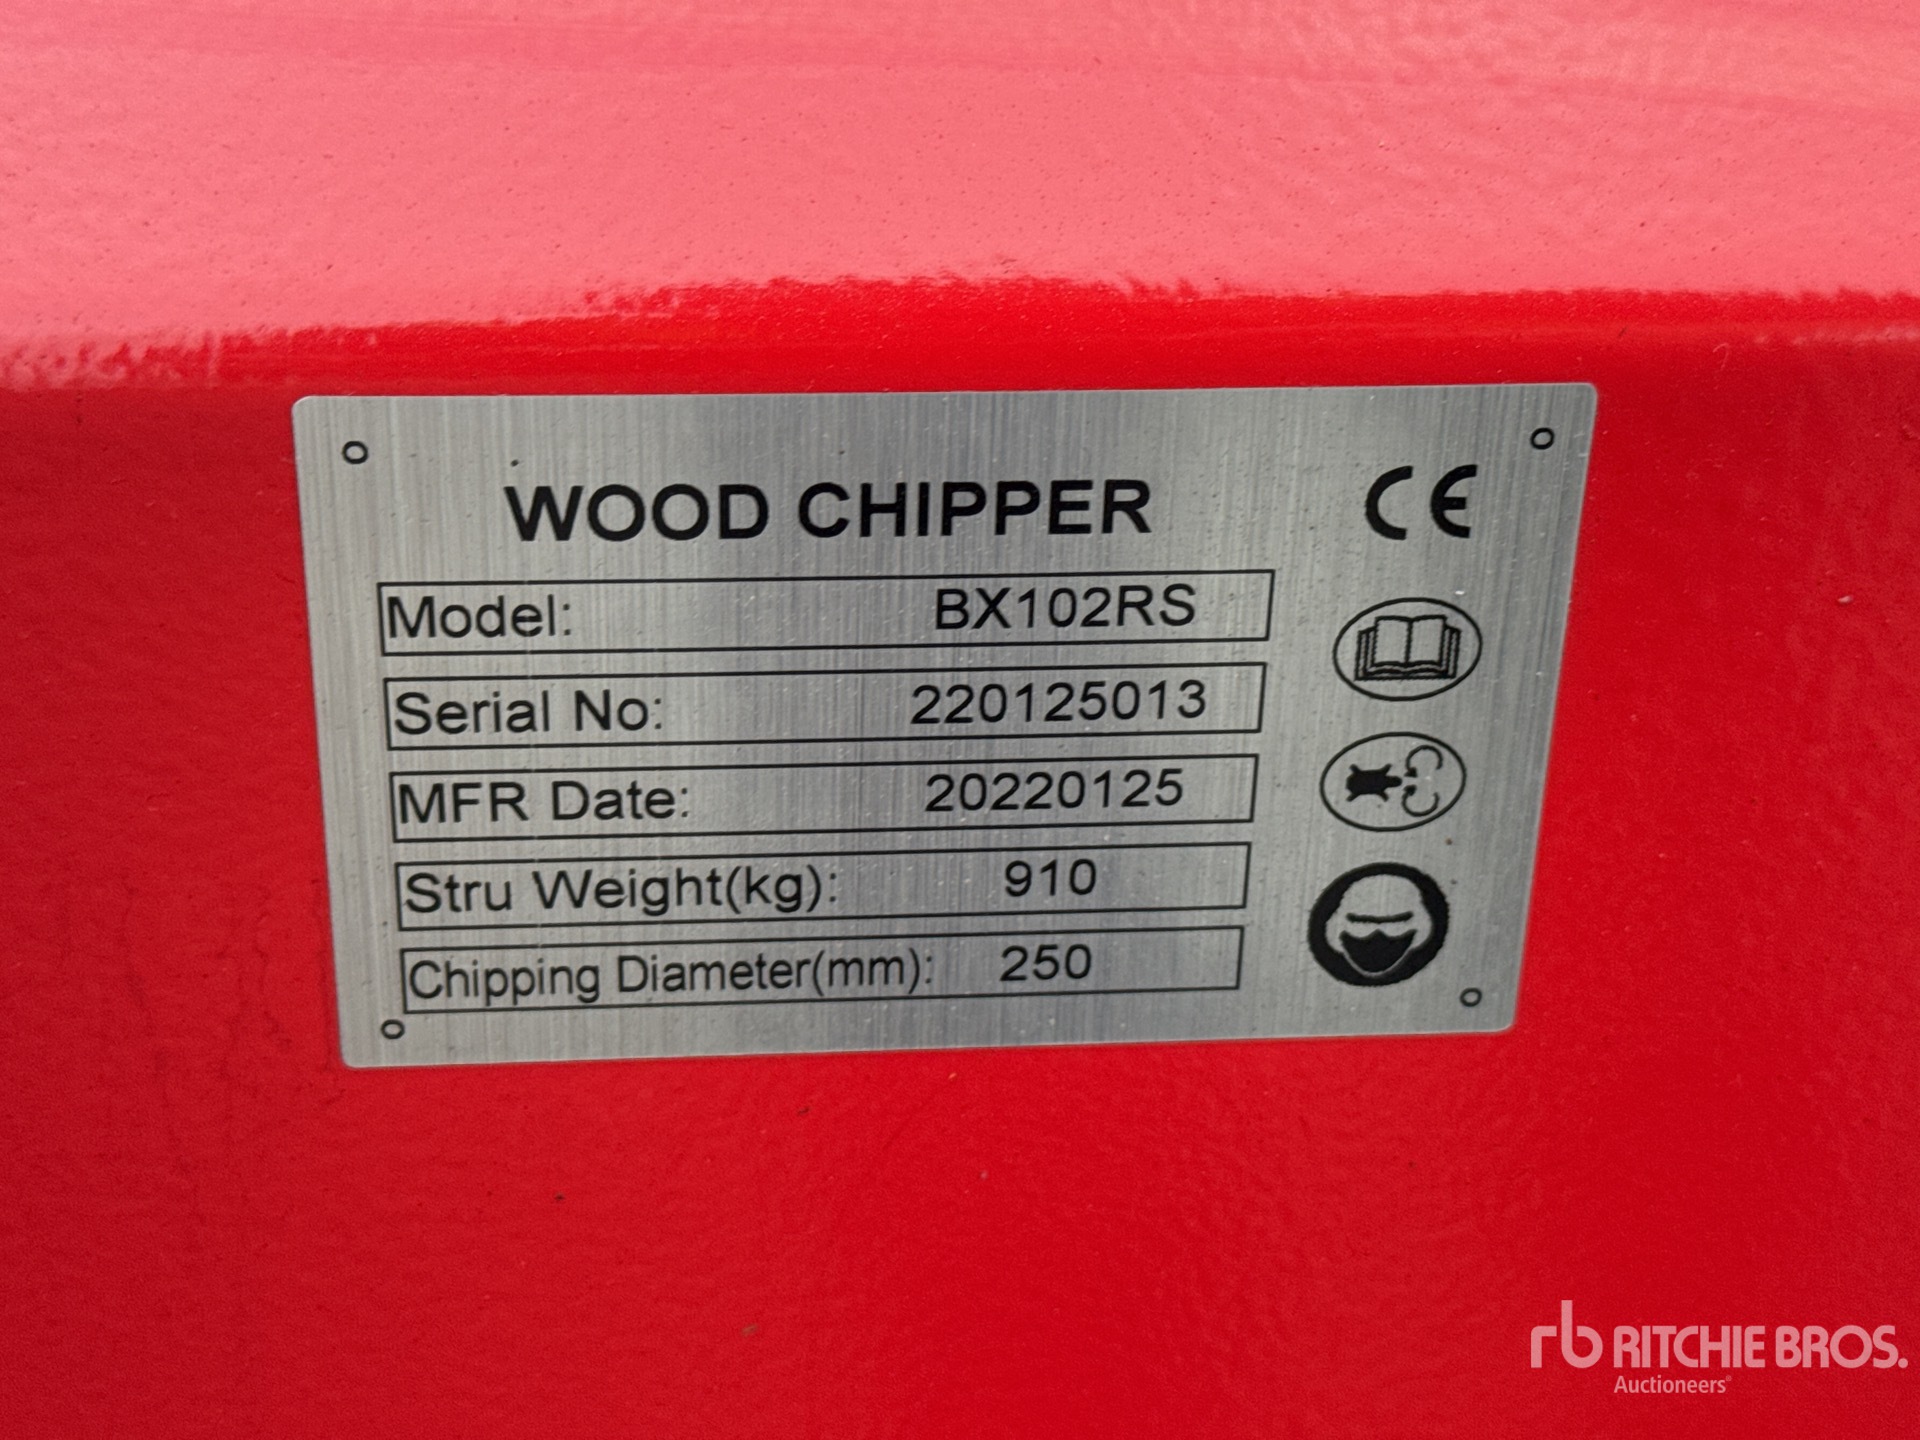 WOOD CHIPPER CE
Model: BX102RS
Serial No: 220125013
MFR Date: 20220125
Stru Weight(kg): 910
Chipping Diameter(mm): 250
rb RITCHIE BROS.
Auctioneers®